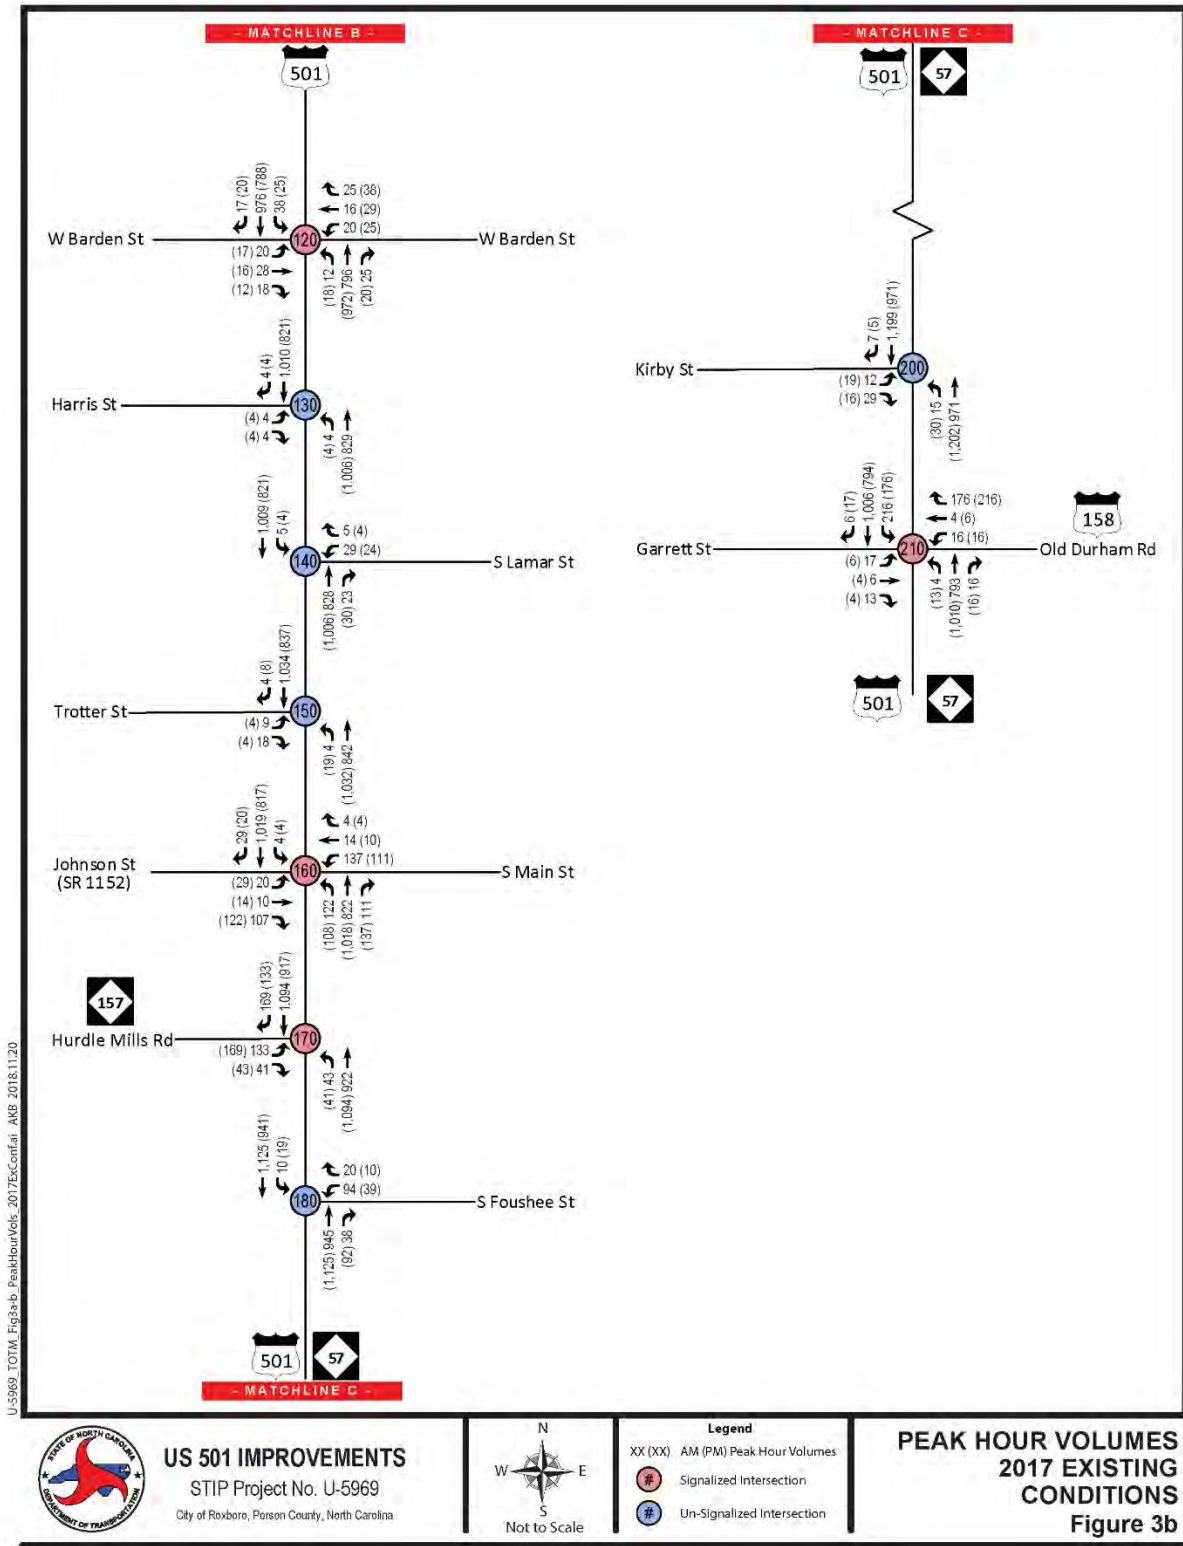 - MATCHLINE B -
501
17 (20)
976 (788)
38 (25)
25 (38)
16 (29)
20 (25)
W Barden St
120
W Barden St
(17) 20
(16) 28
(12) 18
(18) 12
(972) 796
(20) 25
4 (4)
1,010 (821)
Harris St
130
(4) 4
(4) 4
(4) 4
(1,006) 829
1,009 (821)
5 (4)
5 (4)
29 (24)
140
S Lamar St
(1,006) 828
(30) 23
4 (8)
1,034 (837)
Trotter St
150
(4) 9
(4) 18
(19) 4
(1,032) 842
29 (20)
1,019 (817)
4 (4)
4 (4)
14 (10)
137 (111)
Johnson St
(SR 1152)
160
S Main St
(29) 20
(14) 10
(122) 107
(108) 122
(1,018) 822
(137) 111
157
169 (133)
1,094 (917)
Hurdle Mills Rd
170
(169) 133
(43) 41
(41) 43
(1,094) 922
1,125 (941)
10 (19)
20 (10)
94 (39)
180
S Foushee St
(1,125) 945
(92) 38
501
57
- MATCHLINE C -
- MATCHLINE C -
501
57
7 (5)
1,199 (971)
Kirby St
200
(19) 12
(16) 29
(30) 15
(1,202) 971
6 (17)
1,006 (794)
216 (176)
176 (216)
4 (6)
16 (16)
158
Garrett St
210
Old Durham Rd
(6) 17
(4) 6
(4) 13
(13) 4
(1,010) 793
(16) 16
501
57
U-5969_TOTM_Fig3a-b_PeakHourVols_2017ExConf.ai AKB 2018.11.20
STATE OF NORTH CAROLINA
DEPARTMENT OF TRANSPORTATION
US 501 IMPROVEMENTS
STIP Project No. U-5969
City of Roxboro, Person County, North Carolina
N
W
E
S
Not to Scale
Legend
XX (XX) AM (PM) Peak Hour Volumes
# Signalized Intersection
# Un-Signalized Intersection
PEAK HOUR VOLUMES
2017 EXISTING
CONDITIONS
Figure 3b